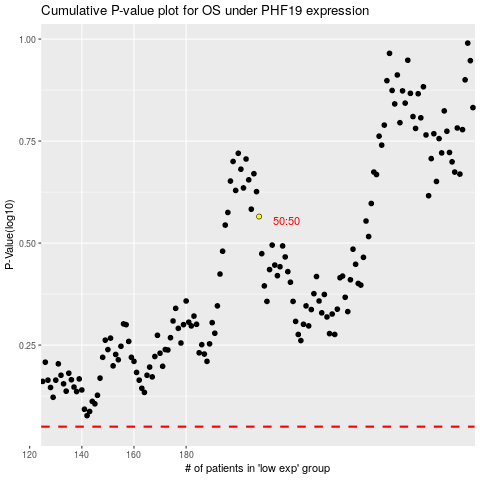 Cumulative P-value plot for OS under PHF19 expression
1.00
0.75
0.50
0.25
P-Value(log10)
50:50
120 140 160 180
# of patients in 'low exp' group